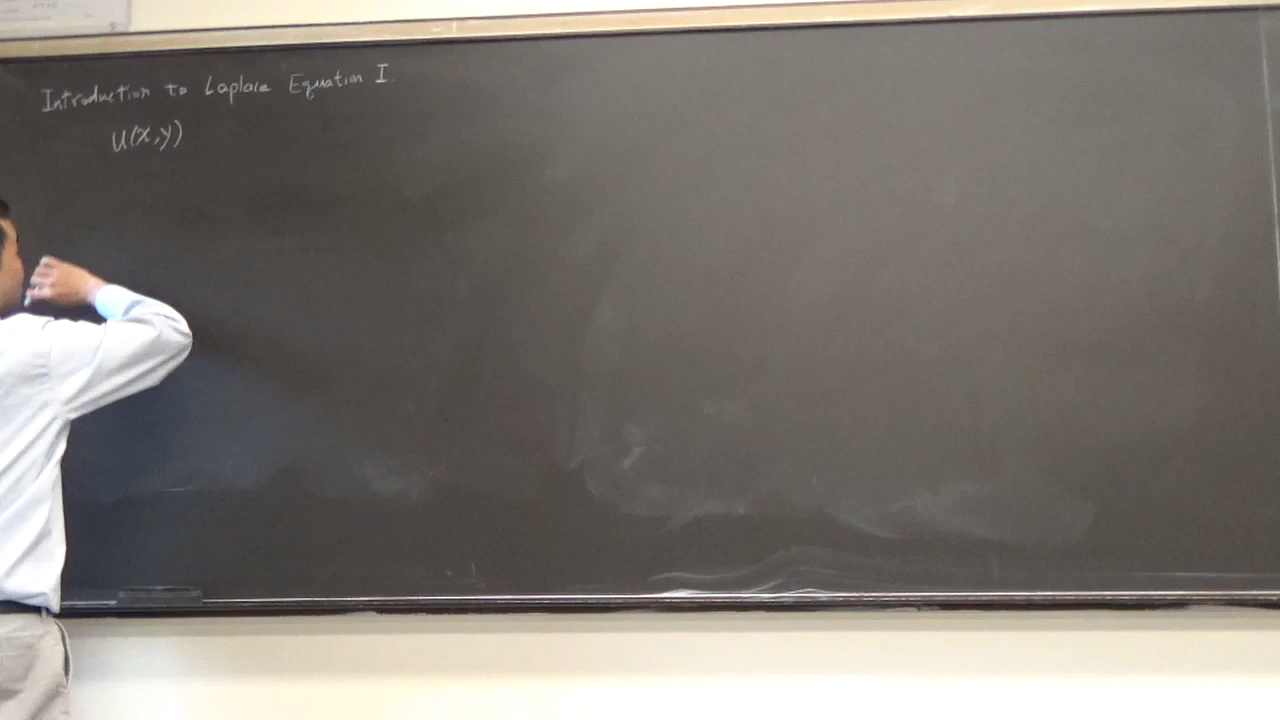 Introduction to Laplace Equation I.
U(x,y)